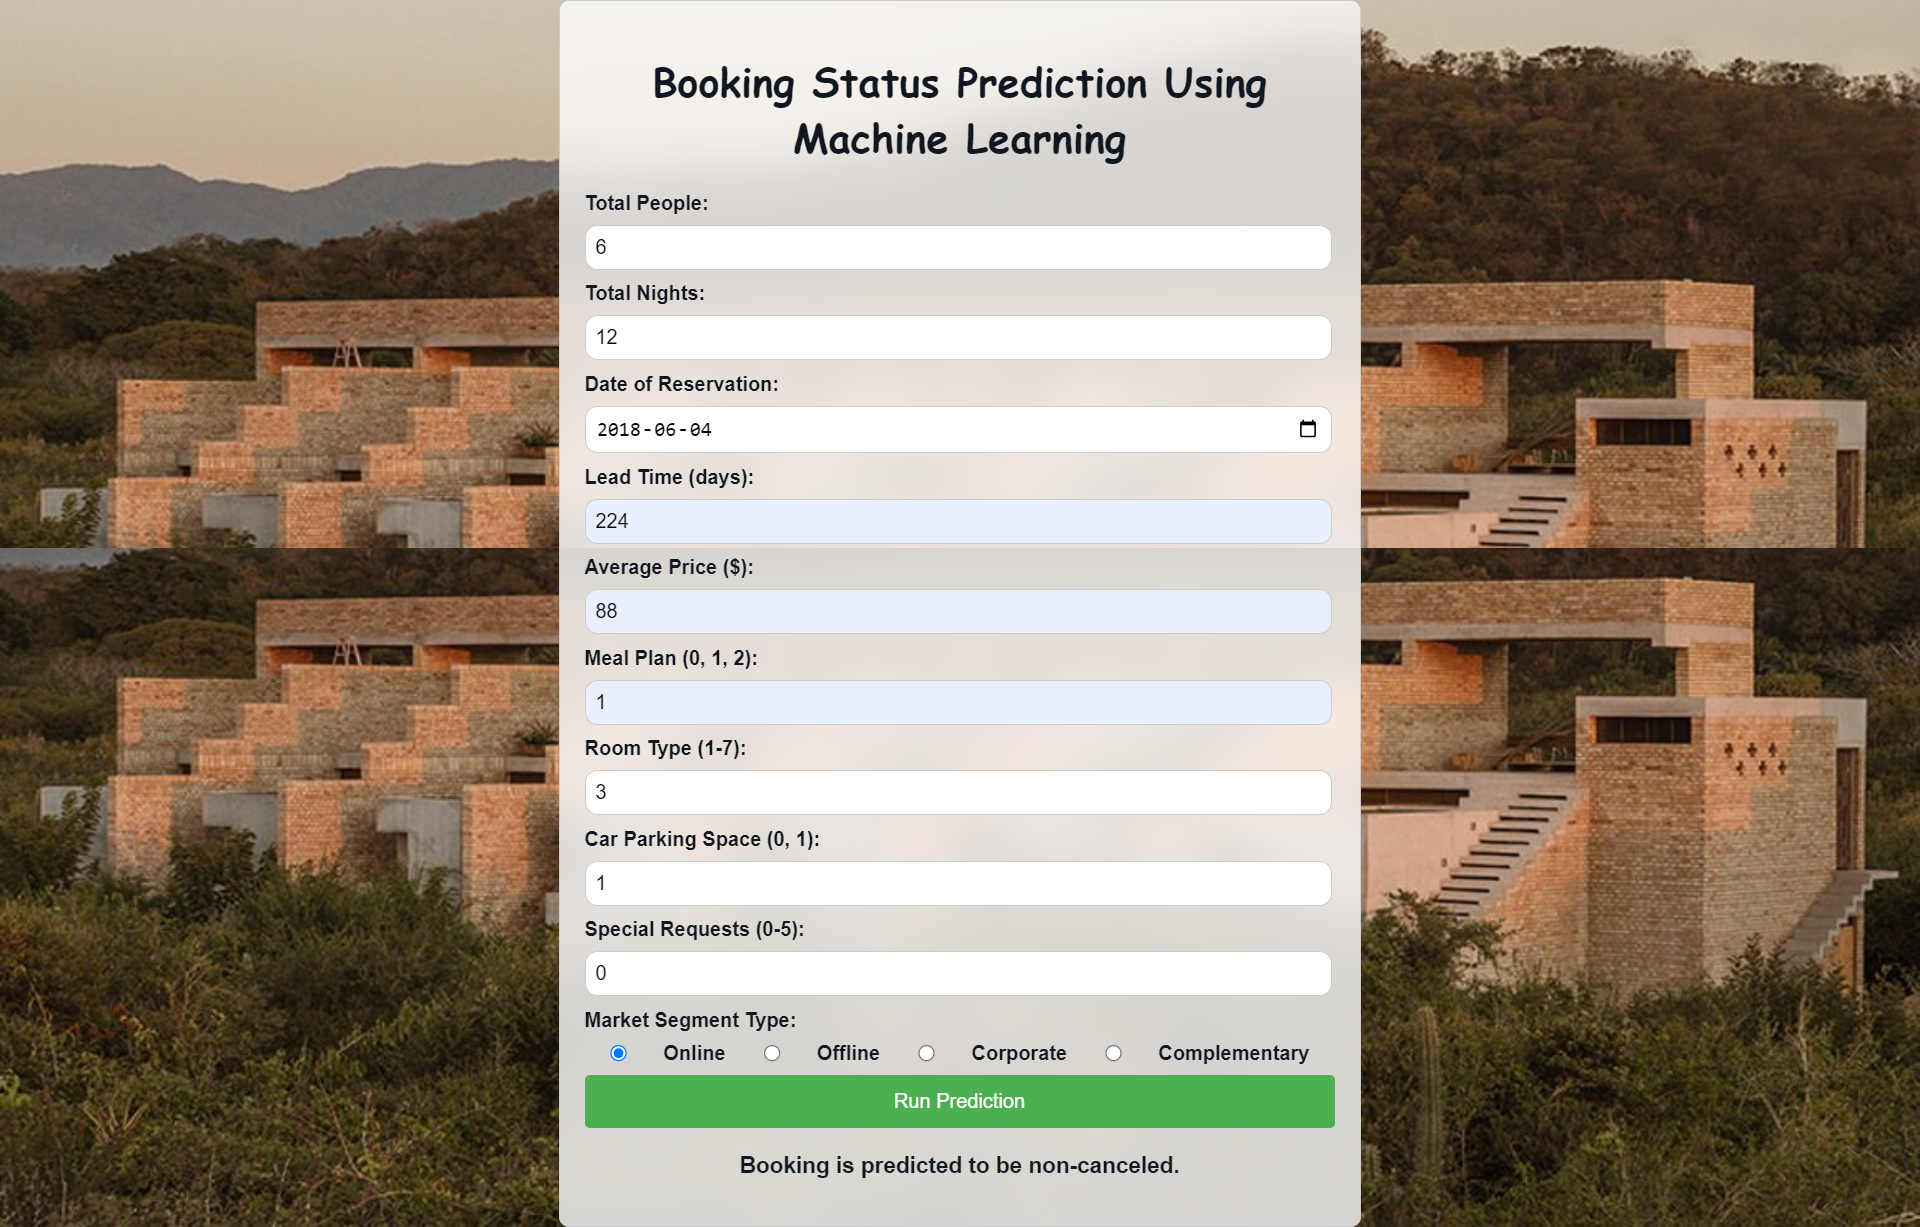 Booking Status Prediction Using
Machine Learning
Total People:
6
Total Nights:
12
Date of Reservation:
2018-06-04
Lead Time (days):
224
Average Price ($):
88
Meal Plan (0, 1, 2):
1
Room Type (1-7):
3
Car Parking Space (0, 1):
1
Special Requests (0-5):
0
Market Segment Type:
Online Offline Corporate Complementary
Run Prediction
Booking is predicted to be non-canceled.